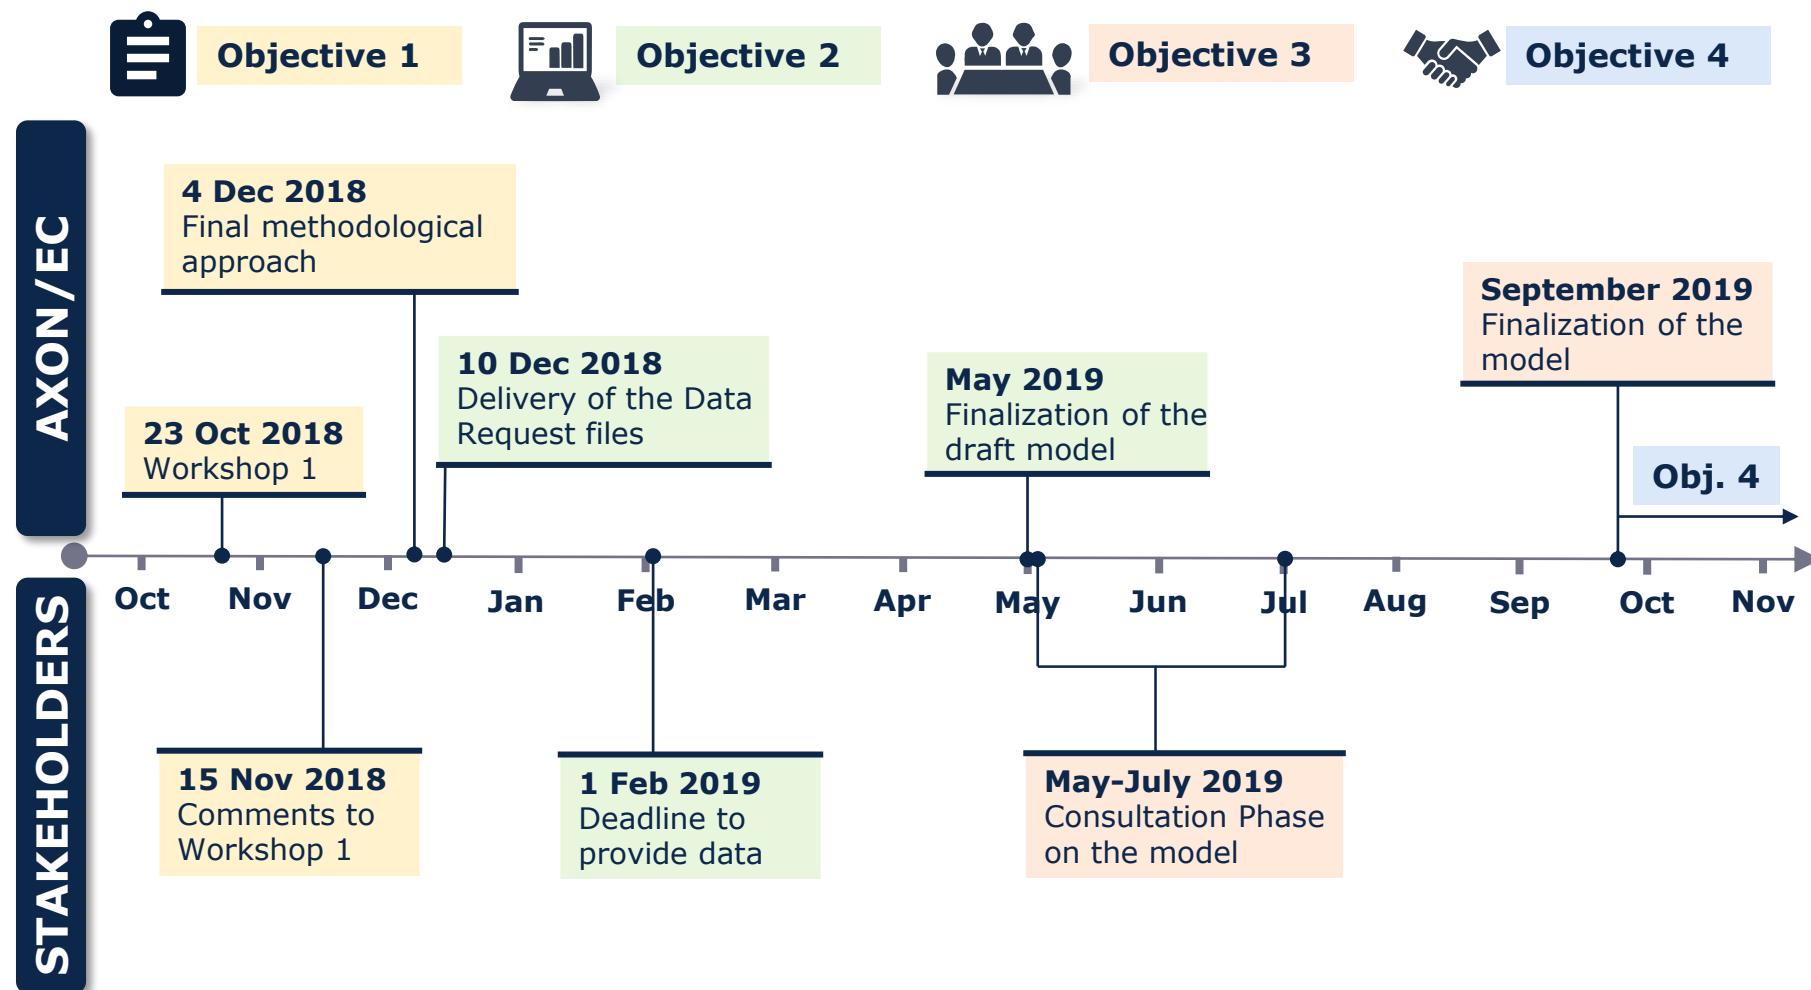 Objective 1
Objective 2
Objective 3
Objective 4
AXON/EC
4 Dec 2018
Final methodological
approach
23 Oct 2018
Workshop 1
10 Dec 2018
Delivery of the Data
Request files
May 2019
Finalization of the
draft model
September 2019
Finalization of the
model
Obj. 4
Oct
Nov
Dec
Jan
Feb
Mar
Apr
May
Jun
Jul
Aug
Sep
Oct
Nov
STAKEHOLDERS
15 Nov 2018
Comments to
Workshop 1
1 Feb 2019
Deadline to
provide data
May-July 2019
Consultation Phase
on the model